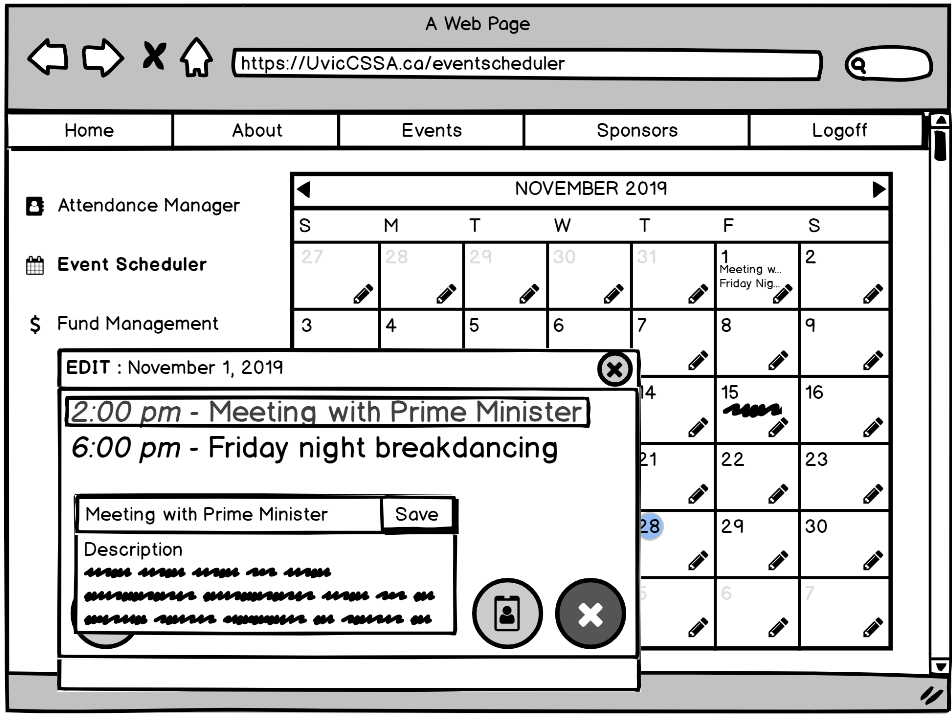 A Web Page
https://UvicCSSA.ca/eventscheduler
Home About Events Sponsors Logoff
Attendance Manager
Event Scheduler
$ Fund Management
NOVEMBER 2019
S M T W T F S
27 28 29 30 31 1 2
Meeting w...
Friday Nig...
3 4 5 6 7 8 9
EDIT : November 1, 2019
2:00 pm - Meeting with Prime Minister
6:00 pm - Friday night breakdancing
14 15 16
21 22 23
Meeting with Prime Minister Save
Description
28 29 30
5 6 7